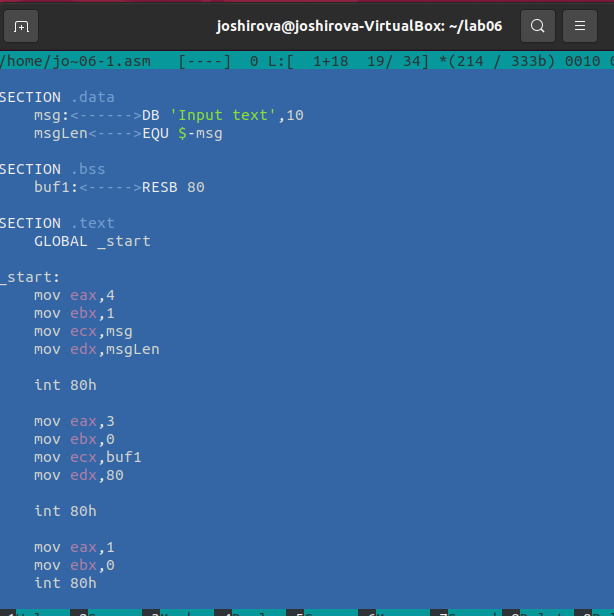 joshirova@joshirova-VirtualBox: ~/lab06
/home/jo~06-1.asm [----] 0 L:[ 1+18 19/ 34] *(214 / 333b) 0010
SECTION .data
msg:<------>DB 'Input text',10
msgLen<---->EQU $-msg
SECTION .bss
buf1:<----->RESB 80
SECTION .text
GLOBAL _start
_start:
mov eax,4
mov ebx,1
mov ecx,msg
mov edx,msgLen
int 80h
mov eax,3
mov ebx,0
mov ecx,buf1
mov edx,80
int 80h
mov eax,1
mov ebx,0
int 80h